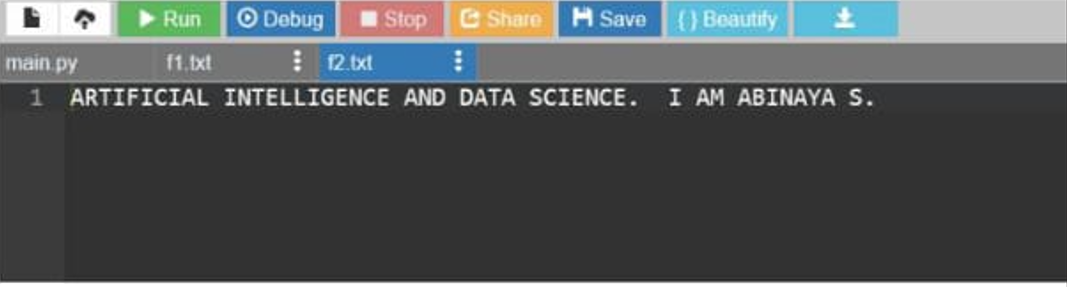 Run Debug Stop Share Save {} Beautify
main.py f1.txt f2.txt
1 ARTIFICIAL INTELLIGENCE AND DATA SCIENCE.  I AM ABINAYA S.